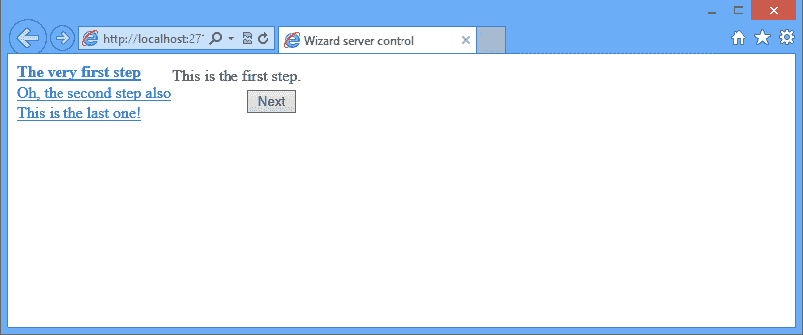 http://localhost:27
Wizard server control
The very first step
This is the first step.
Oh, the second step also
Next
This is the last one!